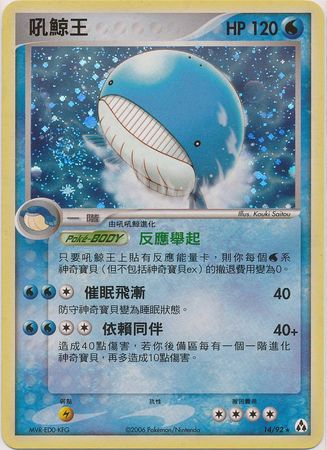 吼鯨王 HP 120
Illus. Kouki Saitou
一階
由吼吼鯨進化
Poké-BODY 反應舉起
只要吼鯨王上貼有反應能量卡,則你每個系
神奇寶貝(但不包括神奇寶貝ex)的撤退費用變為0。
催眠飛漸 40
防守神奇寶貝變為睡眠狀態。
依賴同伴 40+
造成40點傷害。若你後備區每有一個一階進化
神奇寶貝,再多造成10點傷害。
弱點 抗性 撤退費用
MVR-ED0-KFG ©2006 Pokémon/Nintendo 14/92★